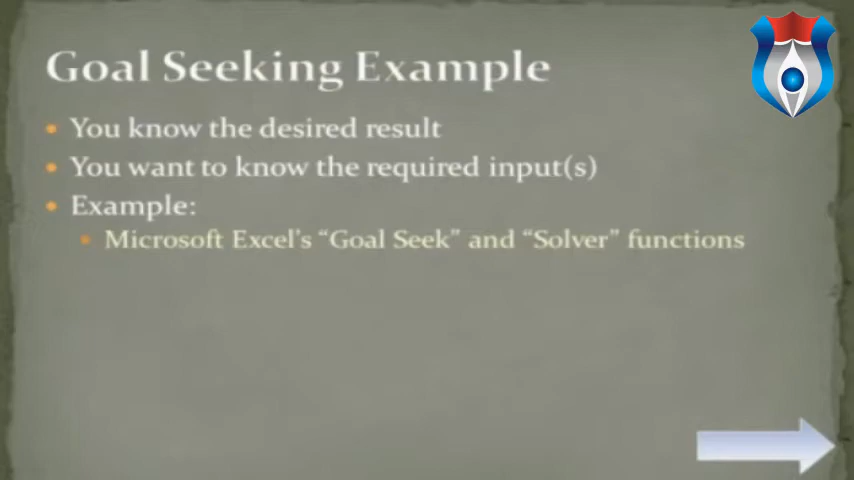 Goal Seeking Example
• You know the desired result
• You want to know the required input(s)
• Example:
• Microsoft Excel's “Goal Seek” and “Solver” functions